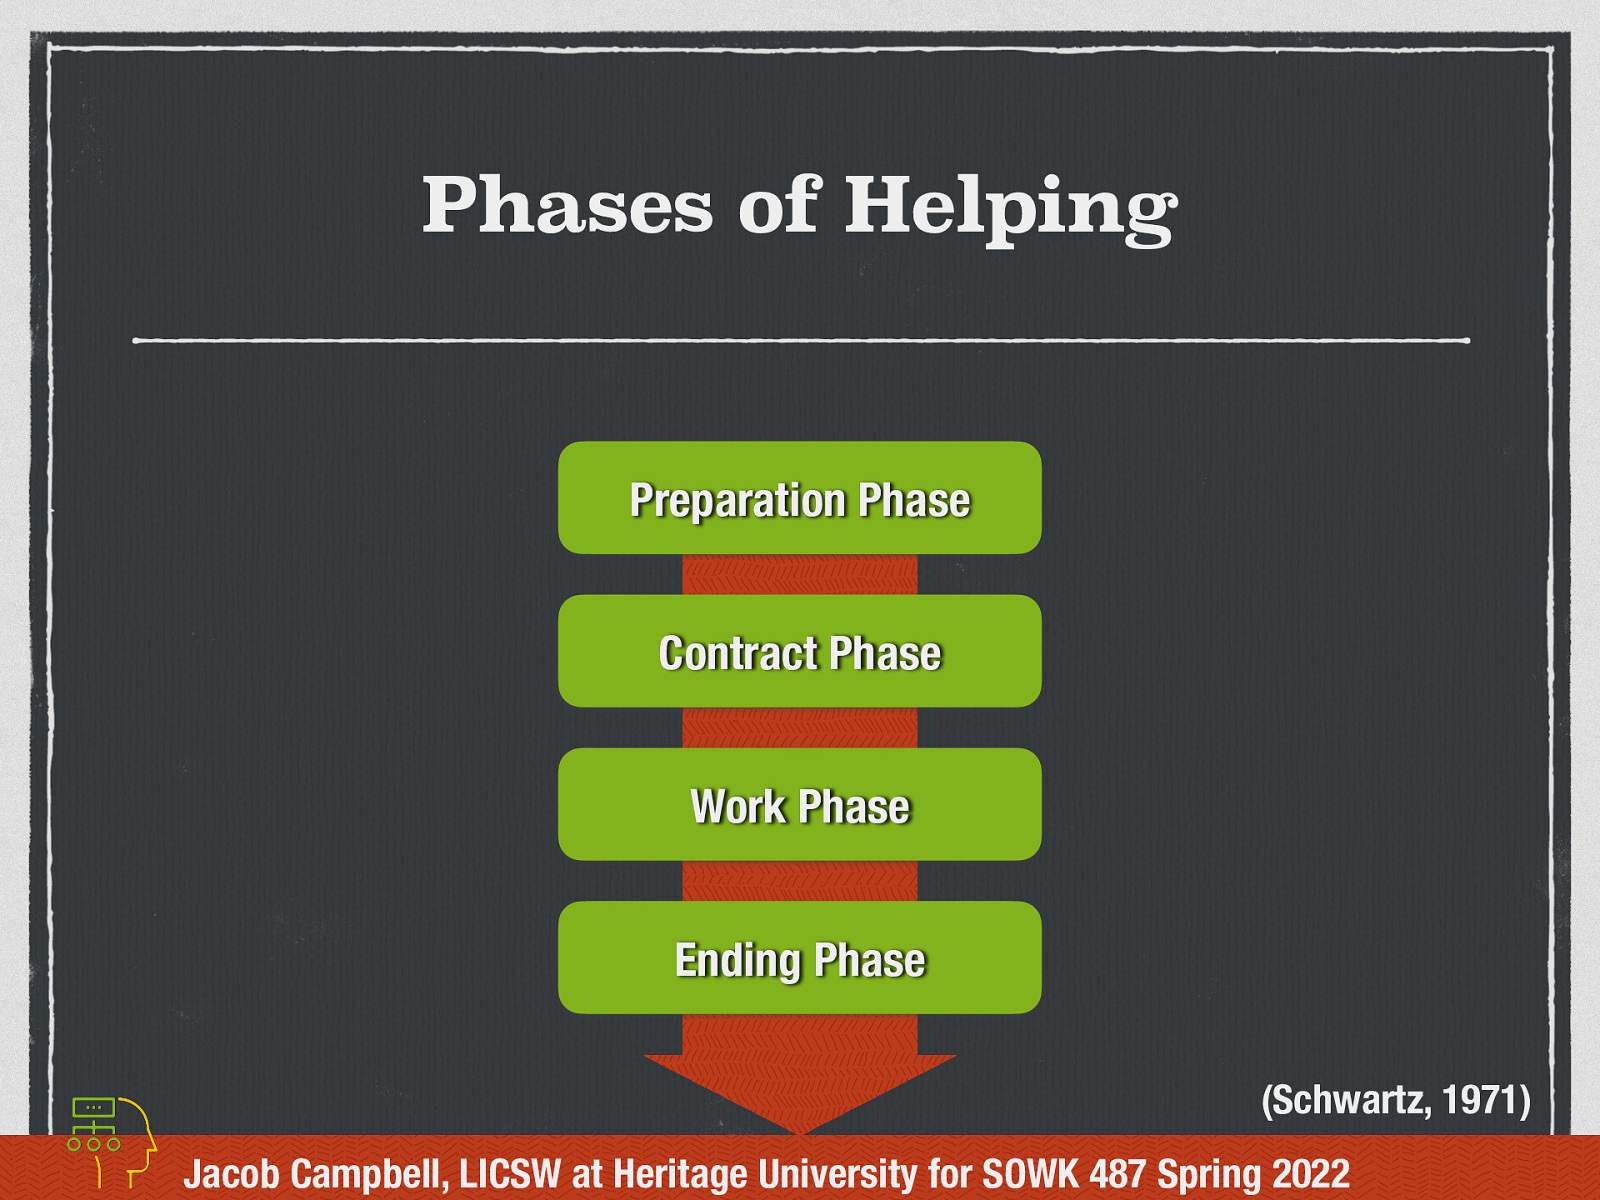 Phases of Helping
Preparation Phase
Contract Phase
Work Phase
Ending Phase
(Schwartz, 1971)
Jacob Campbell, LICSW at Heritage University for SOWK 487 Spring 2022